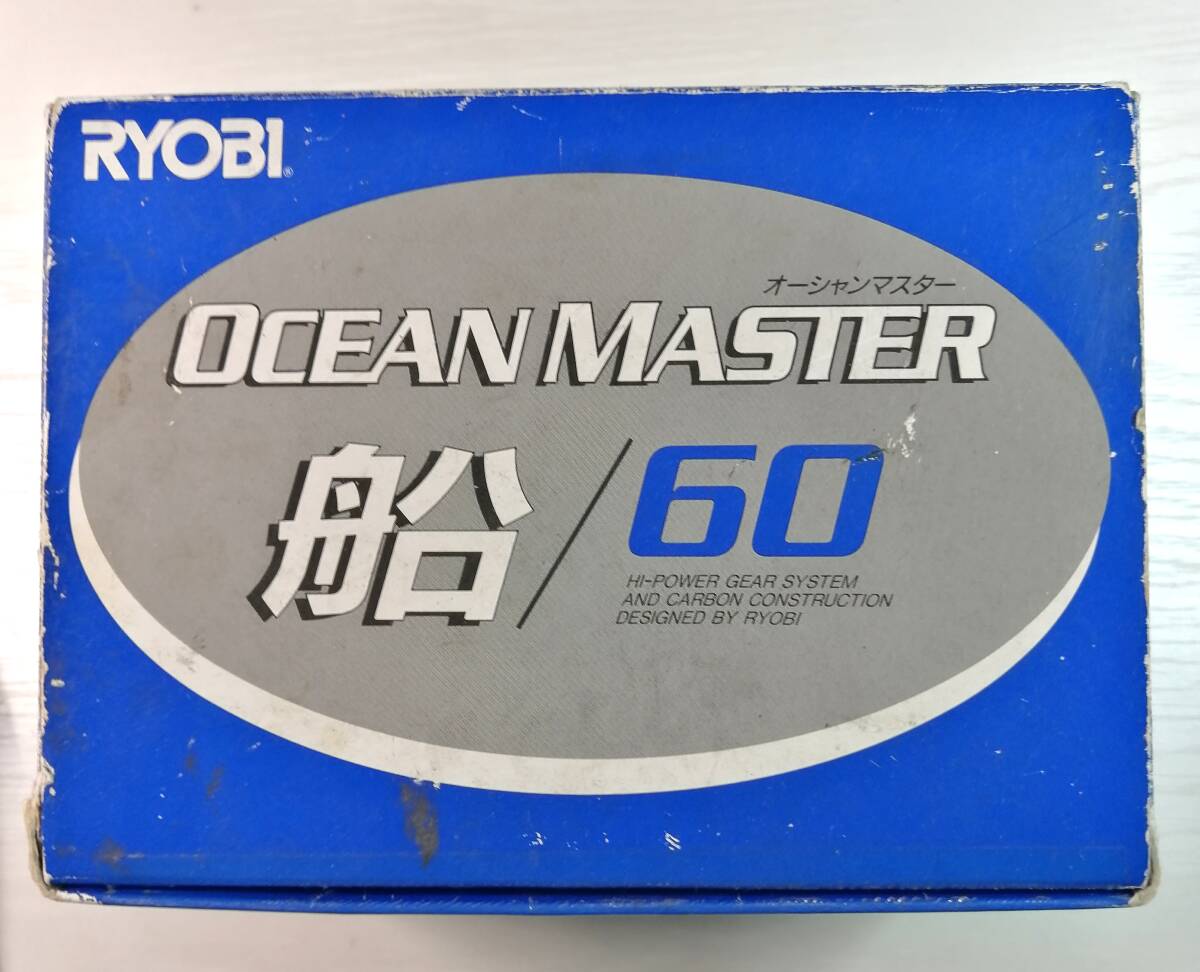 RYOBI®
オーシャンマスター
OCEAN MASTER
船/60
HI-POWER GEAR SYSTEM
AND CARBON CONSTRUCTION
DESIGNED BY RYOBI